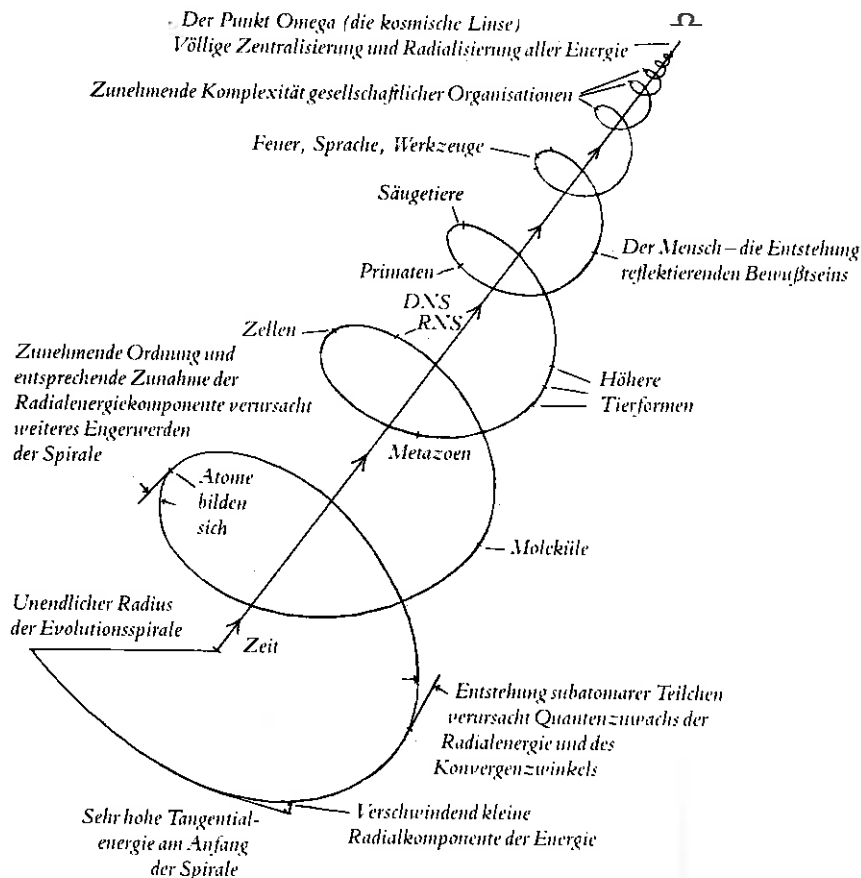 Ω
Der Punkt Omega (die kosmische Linse)
Völlige Zentralisierung und Radialisierung aller Energie
Zunehmende Komplexität gesellschaftlicher Organisationen
Feuer, Sprache, Werkzeuge
Säugetiere
Der Mensch – die Entstehung
reflektierenden Bewußtseins
Primaten
DNS
RNS
Zellen
Zunehmende Ordnung und
entsprechende Zunahme der
Radialenergiekomponente verursacht
weiteres Engerwerden
der Spirale
Höhere
Tierformen
Metazoen
Atome
bilden
sich
Moleküle
Unendlicher Radius
der Evolutionsspirale
Zeit
Entstehung subatomarer Teilchen
verursacht Quantenzuwachs der
Radialenergie und des
Konvergenzwinkels
Sehr hohe Tangential-
energie am Anfang
der Spirale
Verschwindend kleine
Radialkomponente der Energie